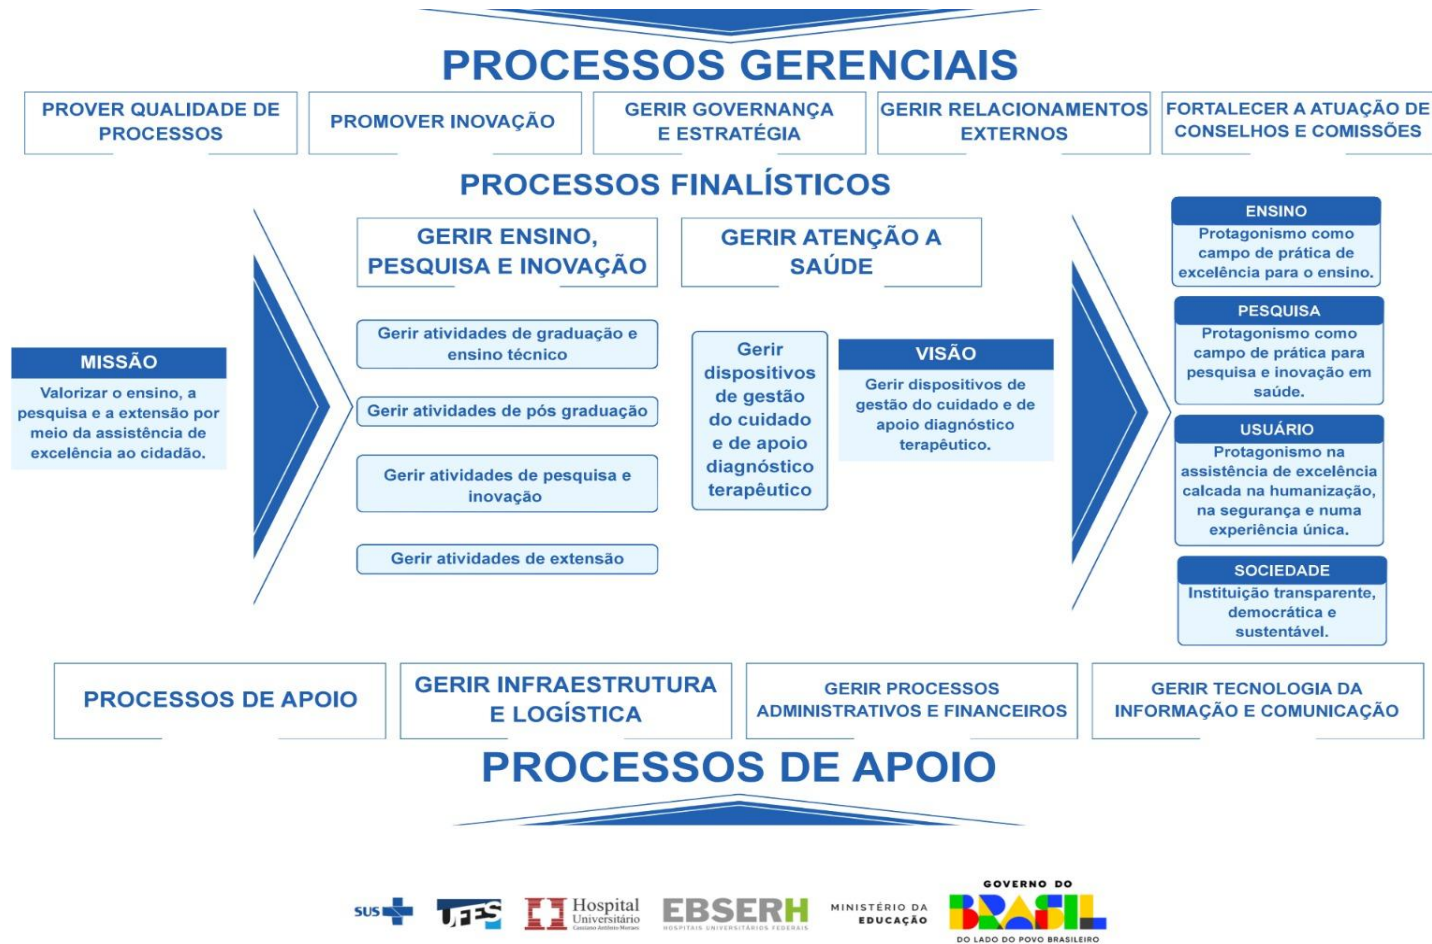 PROCESSOS GERENCIAIS
PROVER QUALIDADE DE
PROCESSOS
PROMOVER INOVAÇÃO
GERIR GOVERNANÇA
E ESTRATÉGIA
GERIR RELACIONAMENTOS
EXTERNOS
FORTALECER A ATUAÇÃO DE
CONSELHOS E COMISSÕES
PROCESSOS FINALÍSTICOS
MISSÃO
Valorizar o ensino, a
pesquisa e a extensão por
meio da assistência de
excelência ao cidadão.
GERIR ENSINO,
PESQUISA E INOVAÇÃO
Gerir atividades de graduação e
ensino técnico
Gerir atividades de pós graduação
Gerir atividades de pesquisa e
inovação
Gerir atividades de extensão
GERIR ATENÇÃO A
SAÚDE
Gerir
dispositivos
de gestão
do cuidado
e de apoio
diagnóstico
terapêutico
VISÃO
Gerir dispositivos de
gestão do cuidado e de
apoio diagnóstico
terapêutico.
ENSINO
Protagonismo como
campo de prática de
excelência para o ensino.
PESQUISA
Protagonismo como
campo de prática para
pesquisa e inovação em
saúde.
USUÁRIO
Protagonismo na
assistência de excelência
calcada na humanização,
na segurança e numa
experiência única.
SOCIEDADE
Instituição transparente,
democrática e
sustentável.
PROCESSOS DE APOIO
GERIR INFRAESTRUTURA
E LOGÍSTICA
GERIR PROCESSOS
ADMINISTRATIVOS E FINANCEIROS
GERIR TECNOLOGIA DA
INFORMAÇÃO E COMUNICAÇÃO
PROCESSOS DE APOIO
SUS
UFES
Hospital
Universitário
Cassiano Antônio Moraes
EBSERH
HOSPITAIS UNIVERSITÁRIOS FEDERAIS
MINISTÉRIO DA
EDUCAÇÃO
GOVERNO DO
BRASIL
DO LADO DO POVO BRASILEIRO